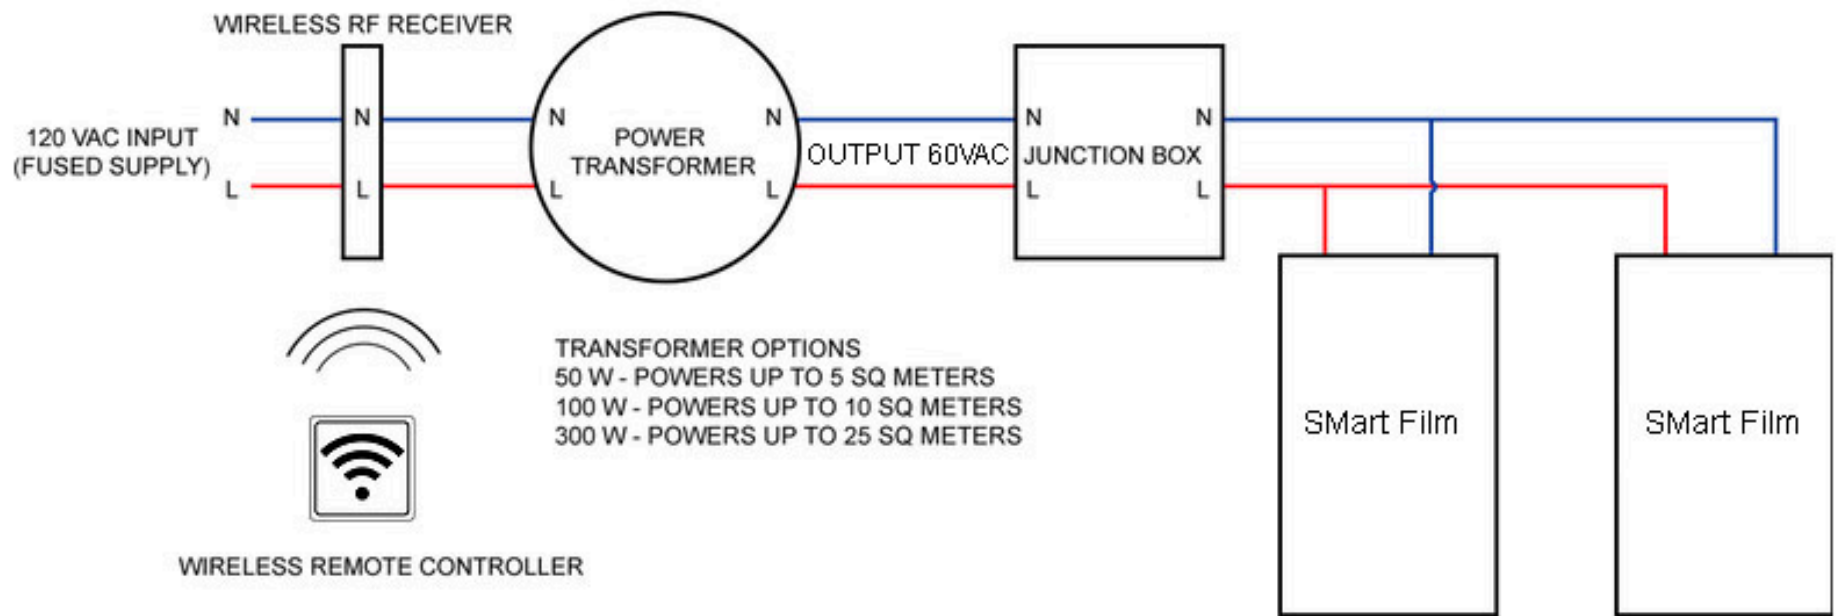 WIRELESS RF RECEIVER
120 VAC INPUT
(FUSED SUPPLY)
N
L
N
L
N
L
POWER
TRANSFORMER
N
L
OUTPUT 60VAC
N
L
JUNCTION BOX
N
L
TRANSFORMER OPTIONS
50 W - POWERS UP TO 5 SQ METERS
100 W - POWERS UP TO 10 SQ METERS
300 W - POWERS UP TO 25 SQ METERS
SMart Film
SMart Film
WIRELESS REMOTE CONTROLLER